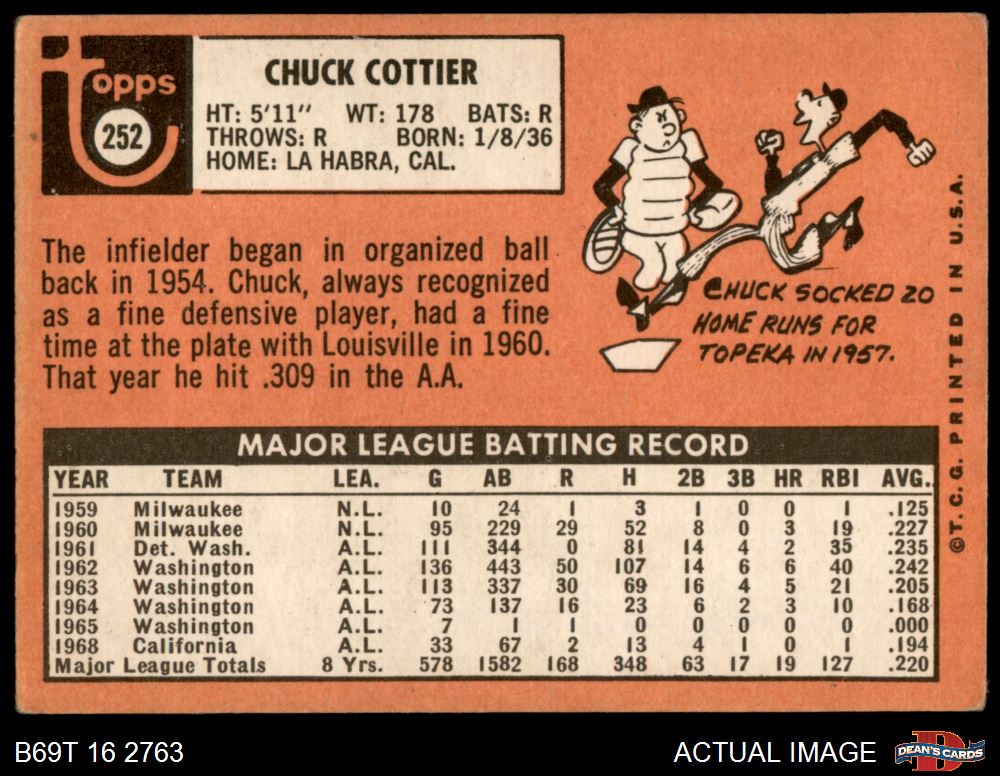 topps
252
CHUCK COTTIER
HT: 5'11" WT: 178 BATS: R
THROWS: R BORN: 1/8/36
HOME: LA HABRA, CAL.
The infielder began in organized ball
back in 1954. Chuck, always recognized
as a fine defensive player, had a fine
time at the plate with Louisville in 1960.
That year he hit .309 in the A.A.
CHUCK SOCKED 20
HOME RUNS FOR
TOPEKA IN 1957.
©T.C.G. PRINTED IN U.S.A.
MAJOR LEAGUE BATTING RECORD
YEAR TEAM LEA. G AB R H 2B 3B HR RBI AVG.
1959 Milwaukee N.L. 10 24 1 3 1 0 0 1 .125
1960 Milwaukee N.L. 95 229 29 52 8 0 3 19 .227
1961 Det. Wash. A.L. 111 344 0 81 14 4 2 35 .235
1962 Washington A.L. 136 443 50 107 14 6 6 40 .242
1963 Washington A.L. 113 337 30 69 16 4 5 21 .205
1964 Washington A.L. 73 137 16 23 6 2 3 10 .168
1965 Washington A.L. 7 1 1 0 0 0 0 0 .000
1968 California A.L. 33 67 2 13 4 1 0 1 .194
Major League Totals 8 Yrs. 578 1582 168 348 63 17 19 127 .220
B69T 16 2763
ACTUAL IMAGE
DEAN'S CARDS